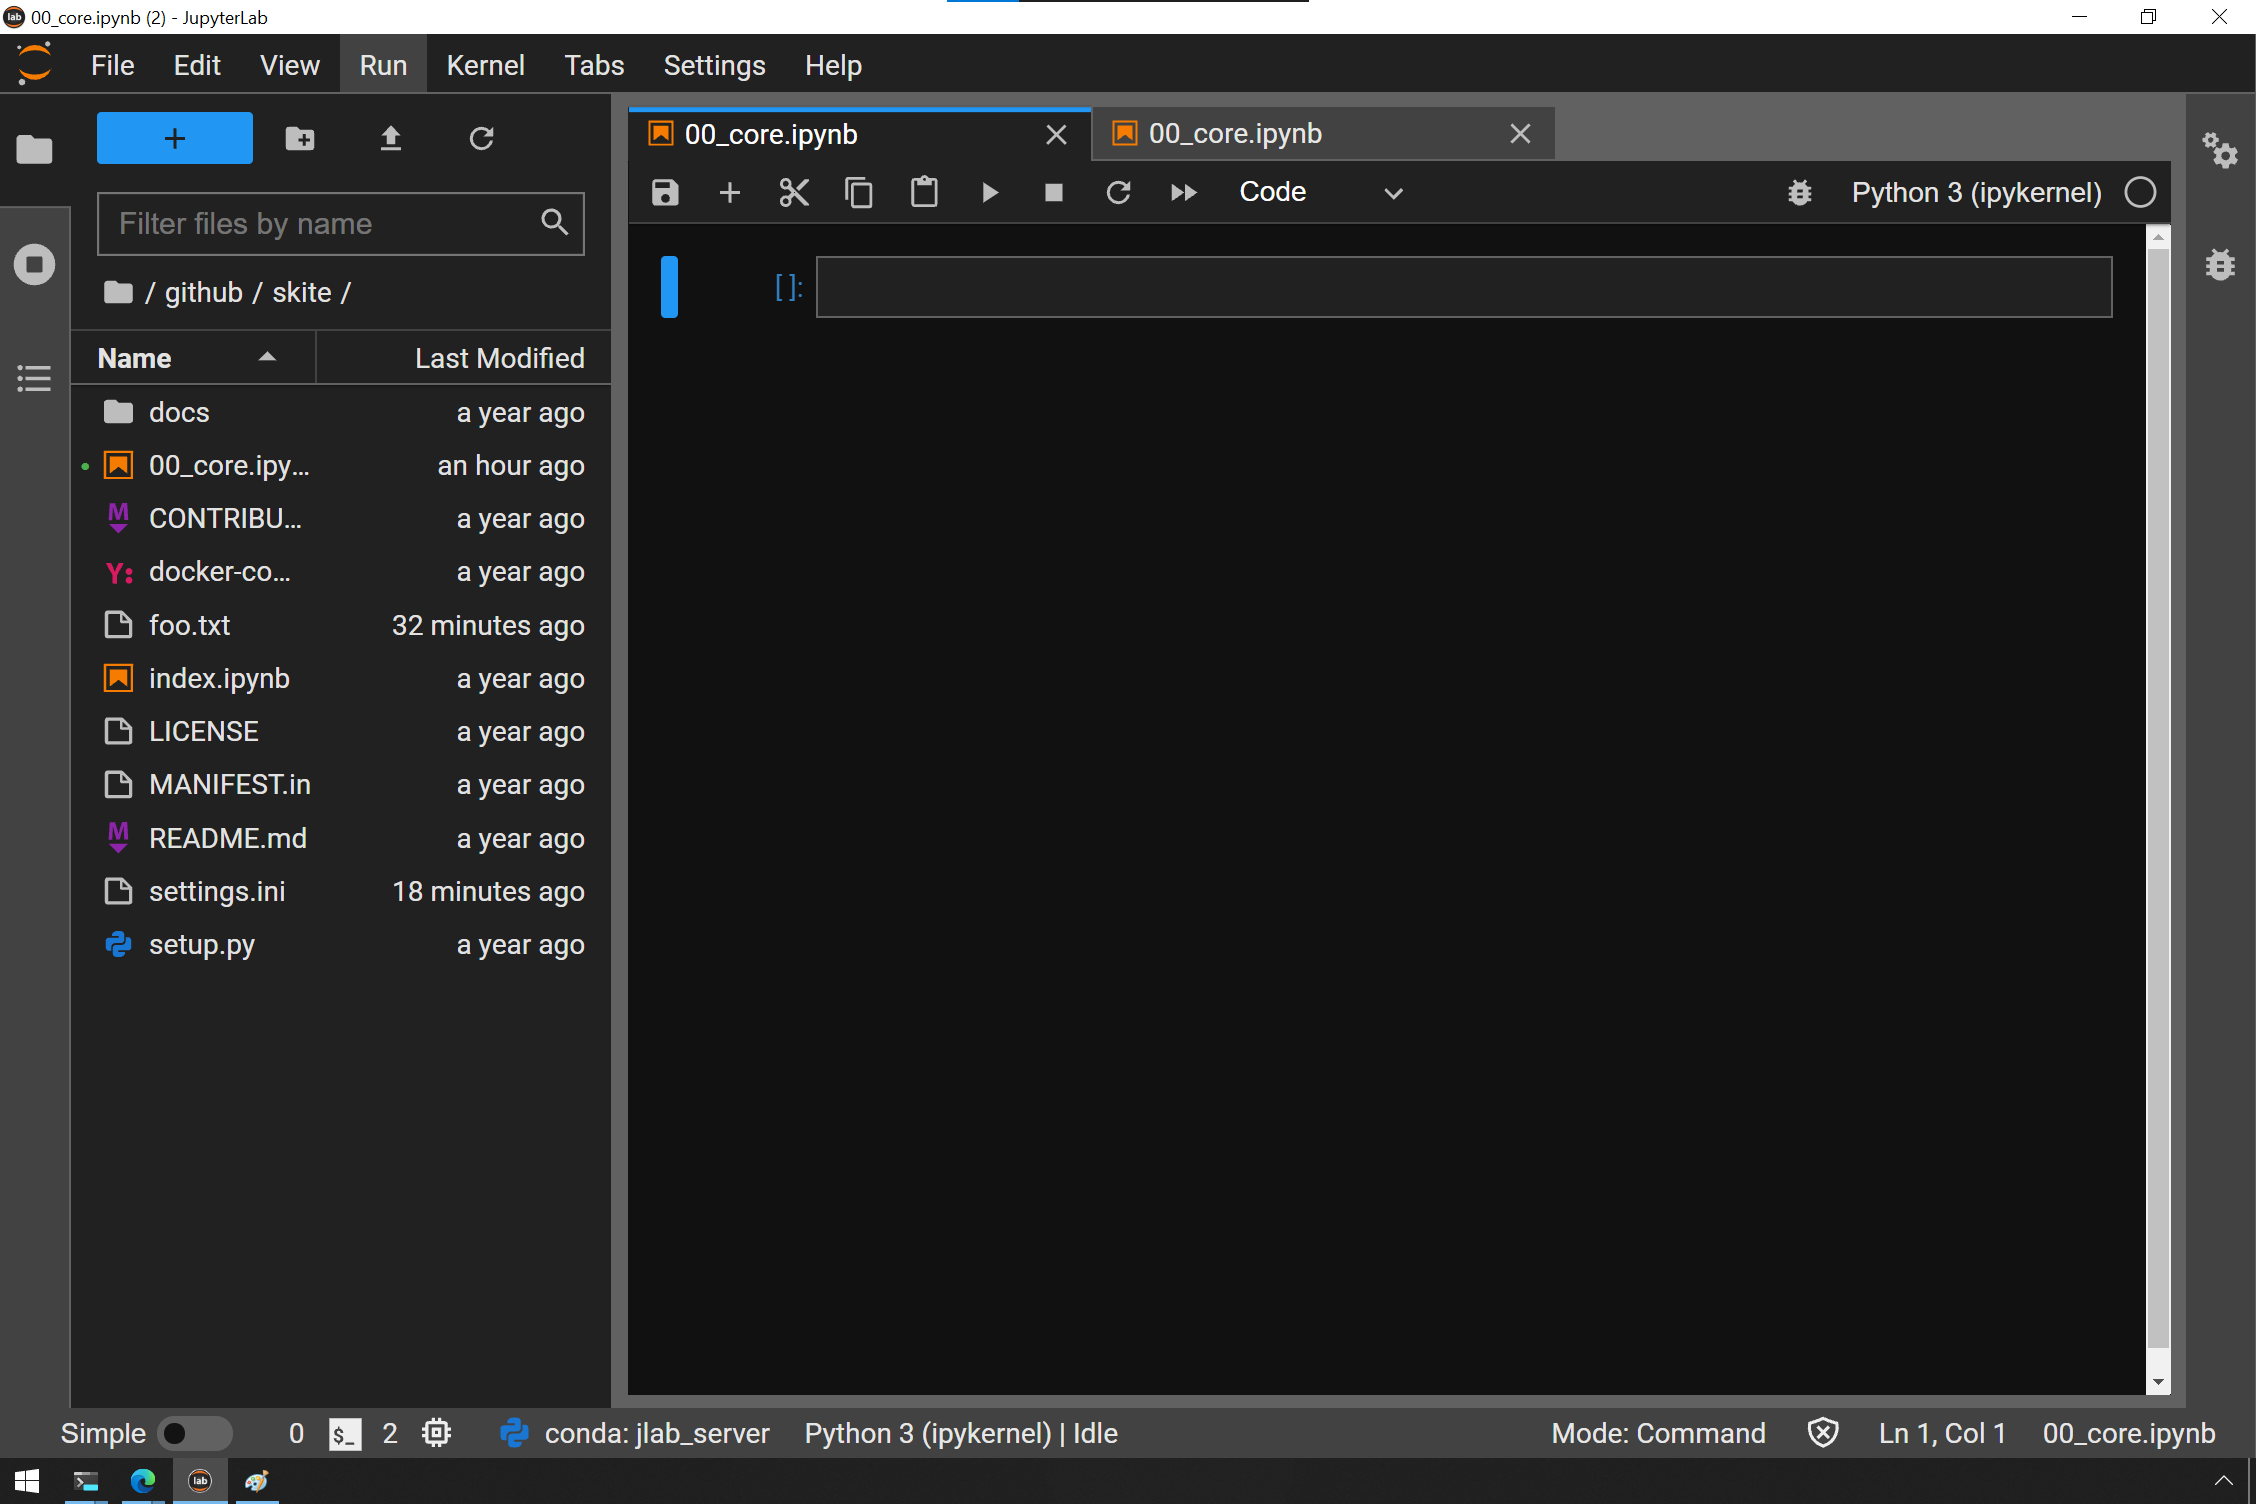 lab 00_core.ipynb (2) - JupyterLab
File Edit View Run Kernel Tabs Settings Help
+
Filter files by name
/ github / skite /
Name Last Modified
docs a year ago
00_core.ipy... an hour ago
M CONTRIBU... a year ago
Y: docker-co... a year ago
foo.txt 32 minutes ago
index.ipynb a year ago
LICENSE a year ago
MANIFEST.in a year ago
M README.md a year ago
settings.ini 18 minutes ago
setup.py a year ago
00_core.ipynb 00_core.ipynb
Code Python 3 (ipykernel)
[ ]:
Simple 0 $_ 2 conda: jlab_server Python 3 (ipykernel) | Idle Mode: Command Ln 1, Col 1 00_core.ipynb
lab